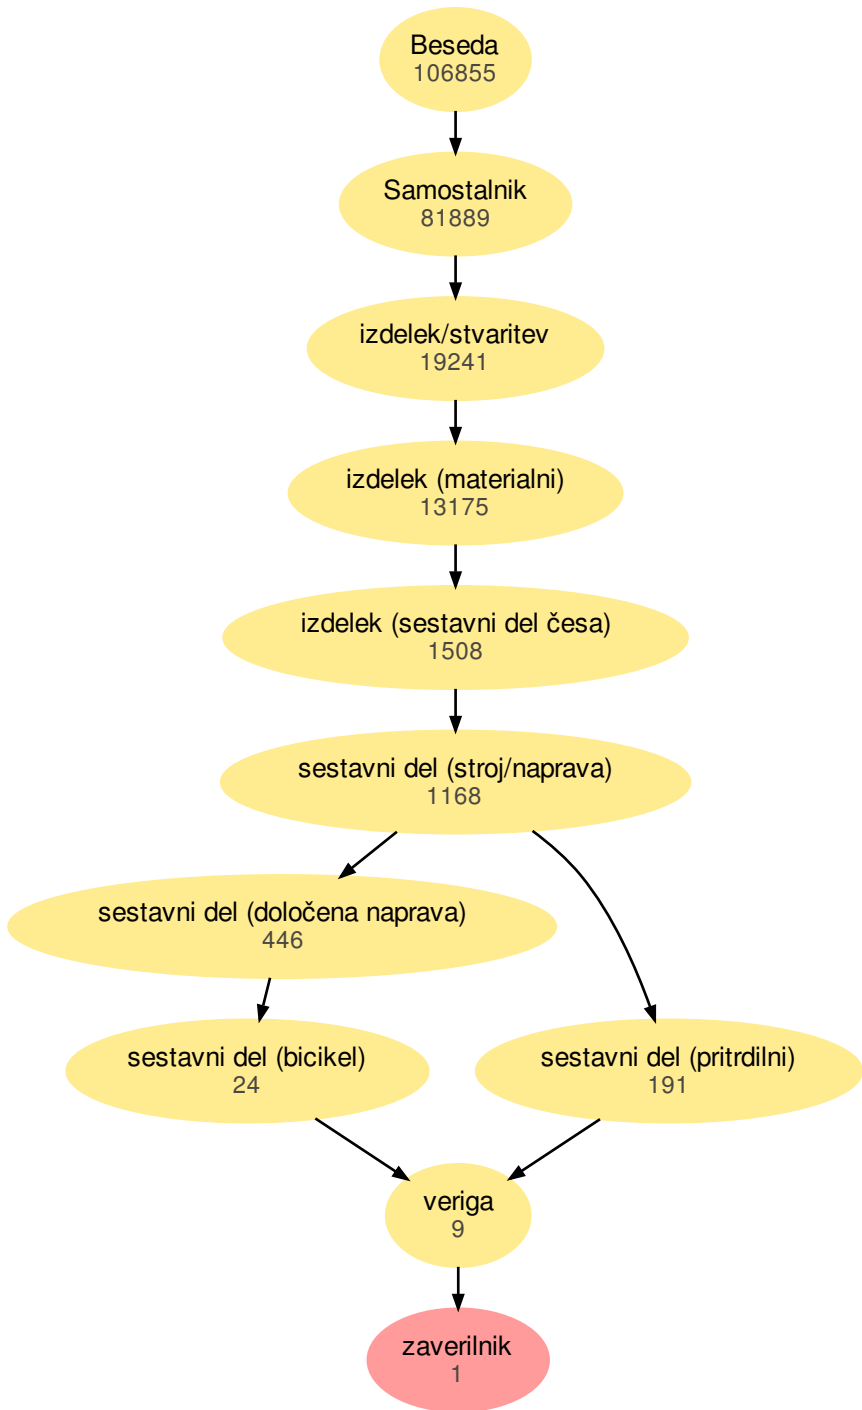 Beseda
106855
Samostalnik
81889
izdelek/stvaritev
19241
izdelek (materialni)
13175
izdelek (sestavni del česa)
1508
sestavni del (stroj/naprava)
1168
sestavni del (določena naprava)
446
sestavni del (bicikel)
24
sestavni del (pritrdilni)
191
veriga
9
zaverilnik
1